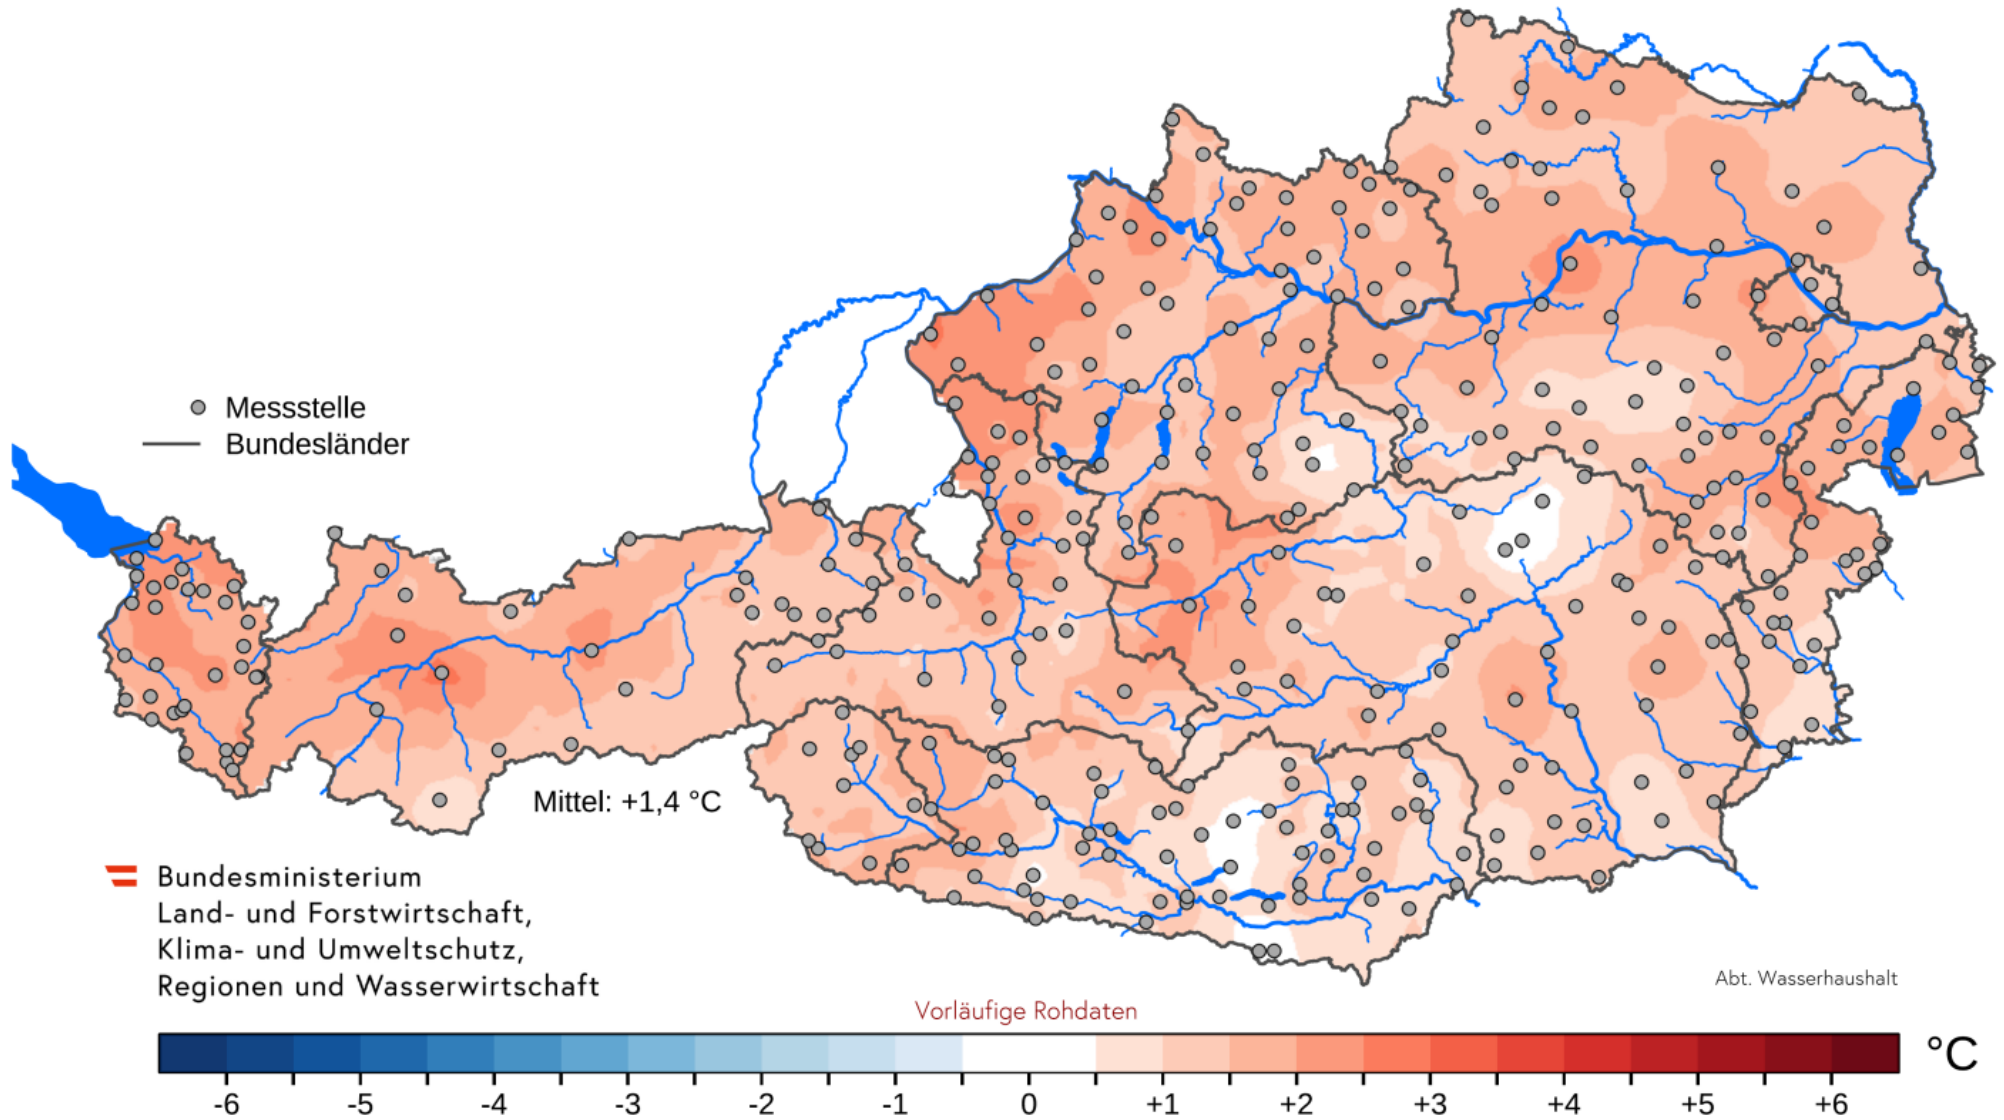 Messstelle
Bundesländer
Mittel: +1,4 °C
Bundesministerium
Land- und Forstwirtschaft,
Klima- und Umweltschutz,
Regionen und Wasserwirtschaft
Abt. Wasserhaushalt
Vorläufige Rohdaten
°C
-6 -5 -4 -3 -2 -1 0 +1 +2 +3 +4 +5 +6